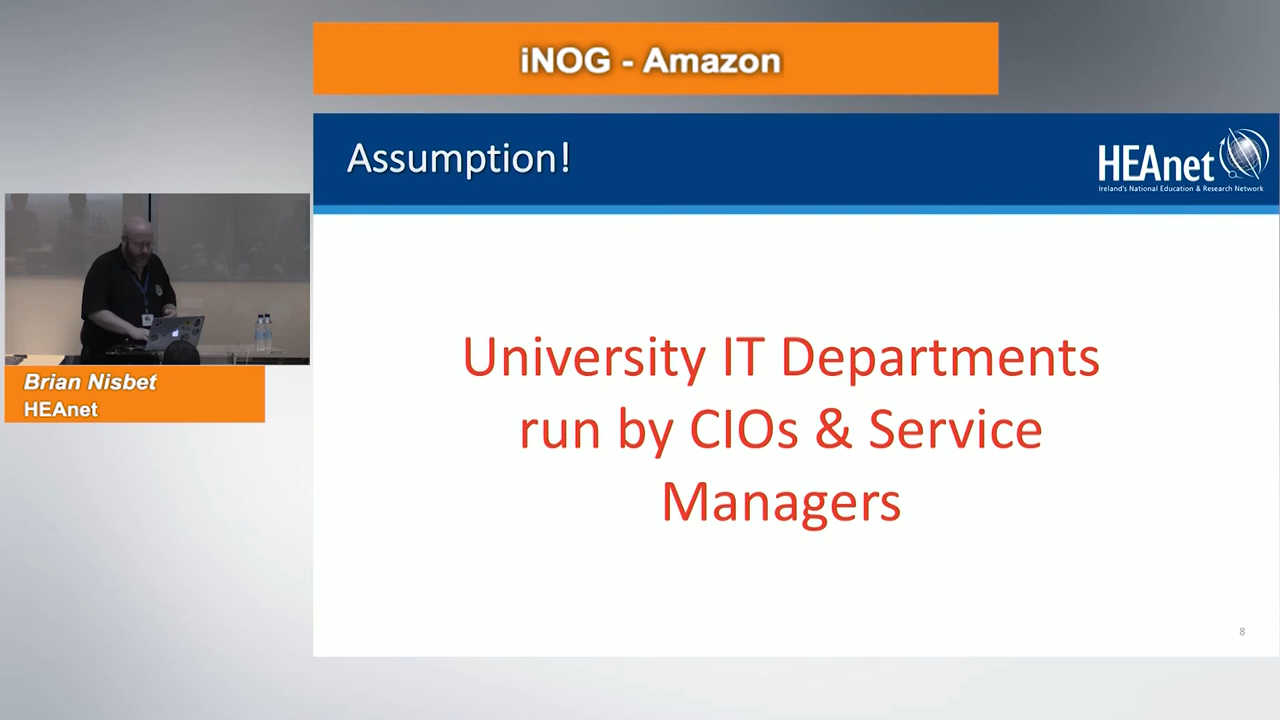 iNOG - Amazon
Assumption!
HEAnet
Ireland's National Education & Research Network
University IT Departments
run by CIOs & Service
Managers
8
Brian Nisbet
HEAnet